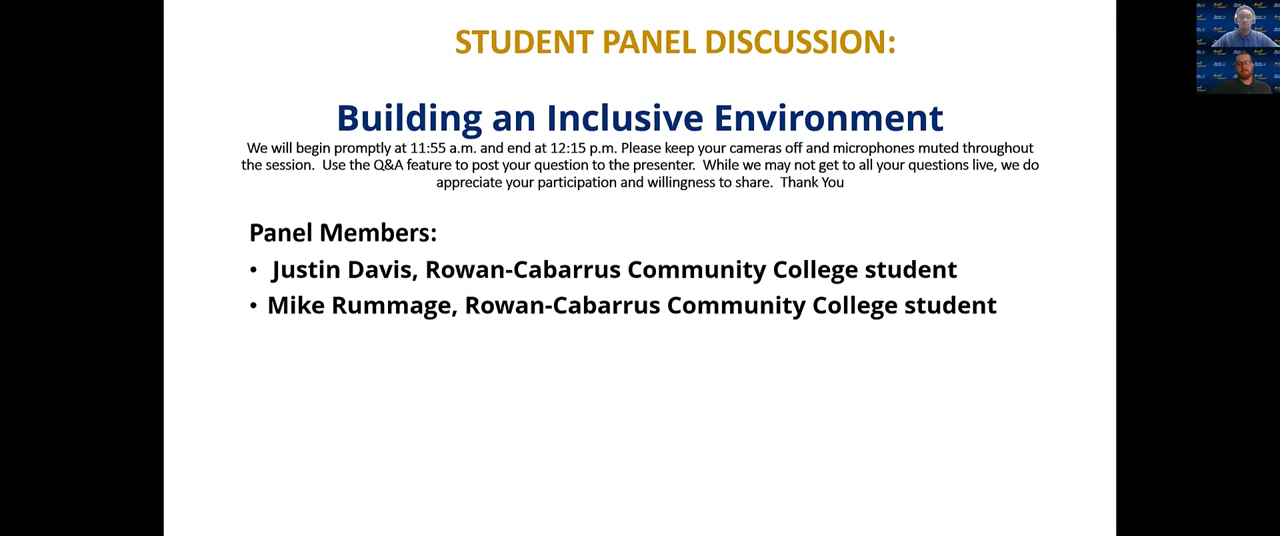 STUDENT PANEL DISCUSSION:
Building an Inclusive Environment
We will begin promptly at 11:55 a.m. and end at 12:15 p.m. Please keep your cameras off and microphones muted throughout
the session.  Use the Q&A feature to post your question to the presenter.  While we may not get to all your questions live, we do
appreciate your participation and willingness to share.  Thank You
Panel Members:
• Justin Davis, Rowan-Cabarrus Community College student
• Mike Rummage, Rowan-Cabarrus Community College student